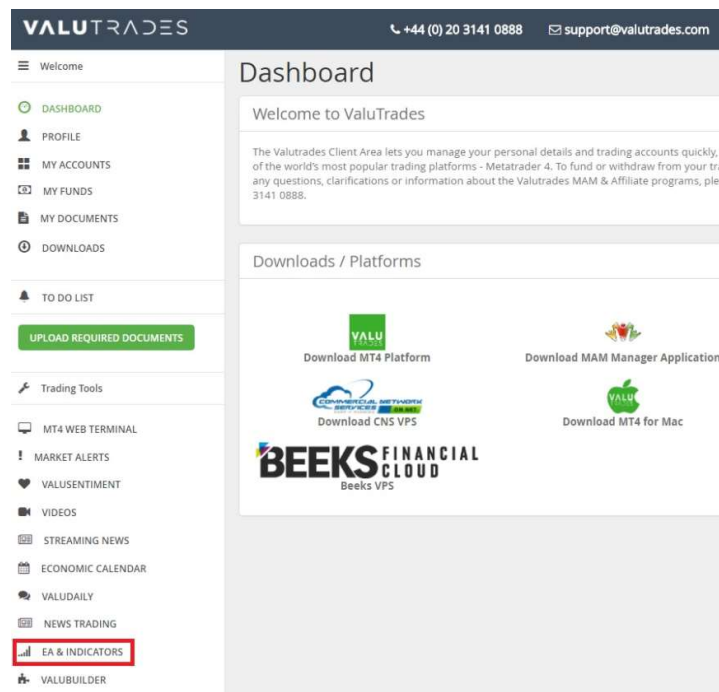 VALUTRADES
+44 (0) 20 3141 0888
support@valutrades.com
Welcome
DASHBOARD
PROFILE
MY ACCOUNTS
MY FUNDS
MY DOCUMENTS
DOWNLOADS
TO DO LIST
UPLOAD REQUIRED DOCUMENTS
Trading Tools
MT4 WEB TERMINAL
MARKET ALERTS
VALUSENTIMENT
VIDEOS
STREAMING NEWS
ECONOMIC CALENDAR
VALUDAILY
NEWS TRADING
EA & INDICATORS
VALUBUILDER
Dashboard
Welcome to ValuTrades
The Valutrades Client Area lets you manage your personal details and trading accounts quickly,
of the world's most popular trading platforms - Metatrader 4. To fund or withdraw from your tr
any questions, clarifications or information about the Valutrades MAM & Affiliate programs, ple
3141 0888.
Downloads / Platforms
VALU
TRADES
Download MT4 Platform
Download MAM Manager Application
COMMERCIAL NETWORK
SERVICES
Download CNS VPS
VALU
Download MT4 for Mac
BEEKS FINANCIAL
CLOUD
Beeks VPS